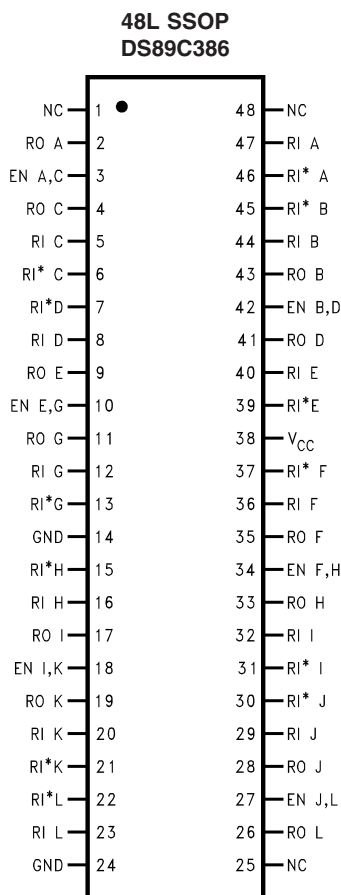 48L SSOP
DS89C386
NC 1 48 NC
RO A 2 47 RI A
EN A,C 3 46 RI* A
RO C 4 45 RI* B
RI C 5 44 RI B
RI* C 6 43 RO B
RI*D 7 42 EN B,D
RI D 8 41 RO D
RO E 9 40 RI E
EN E,G 10 39 RI*E
RO G 11 38 VCC
RI G 12 37 RI* F
RI*G 13 36 RI F
GND 14 35 RO F
RI*H 15 34 EN F,H
RI H 16 33 RO H
RO I 17 32 RI I
EN I,K 18 31 RI* I
RO K 19 30 RI* J
RI K 20 29 RI J
RI*K 21 28 RO J
RI*L 22 27 EN J,L
RI L 23 26 RO L
GND 24 25 NC